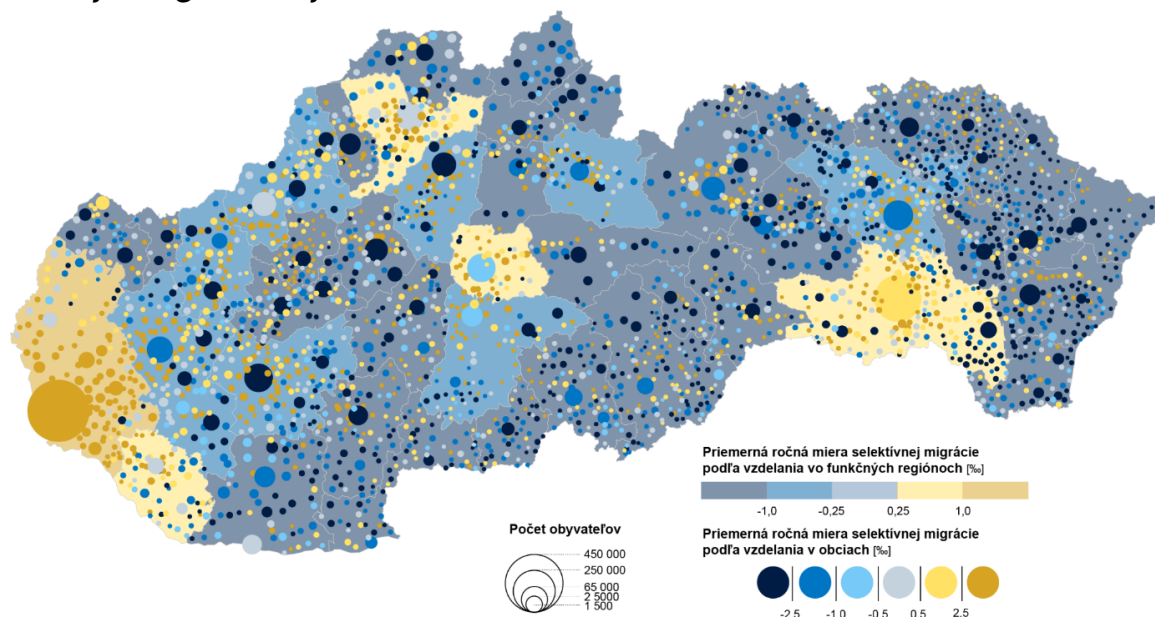 Priemerná ročná miera selektívnej migrácie
podľa vzdelania vo funkčných regiónoch [‰]
-1,0 -0,25 0,25 1,0
Počet obyvateľov
450 000
250 000
65 000
2 5000
1 500
Priemerná ročná miera selektívnej migrácie
podľa vzdelania v obciach [‰]
-2,5 -1,0 -0,5 0,5 2,5